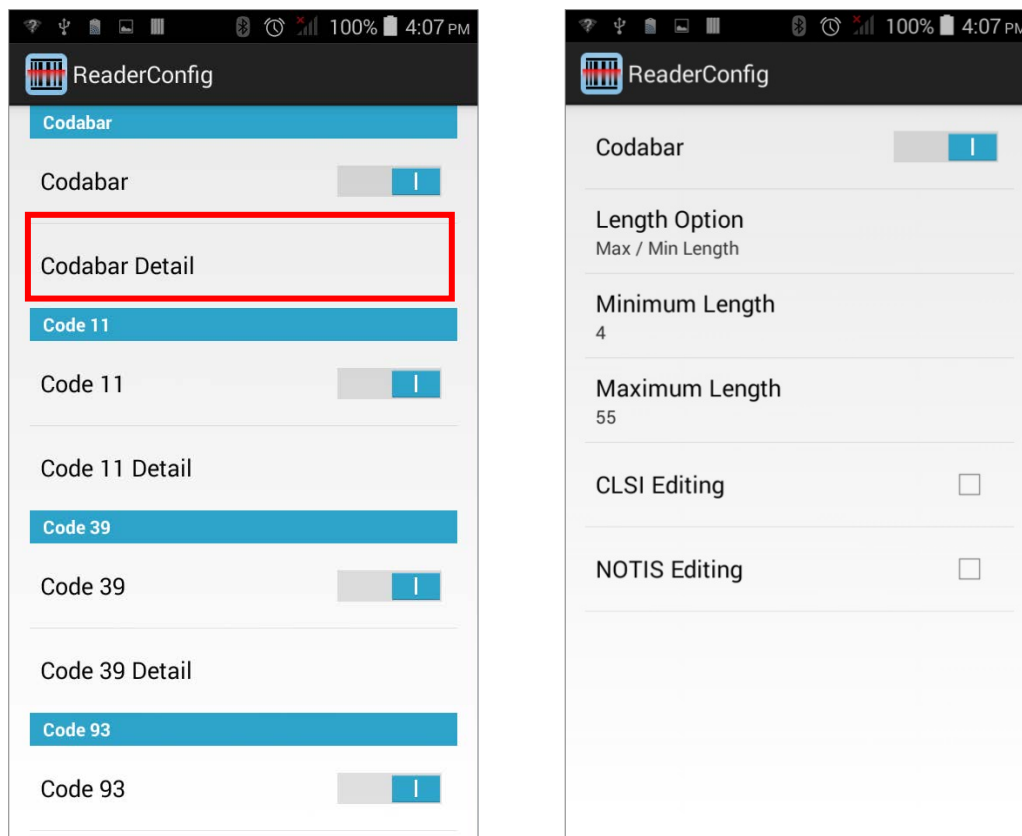 100% 4:07 PM
ReaderConfig
Codabar
Codabar
Codabar Detail
Code 11
Code 11
Code 11 Detail
Code 39
Code 39
Code 39 Detail
Code 93
Code 93
100% 4:07 PM
ReaderConfig
Codabar
Length Option
Max / Min Length
Minimum Length
4
Maximum Length
55
CLSI Editing
NOTIS Editing